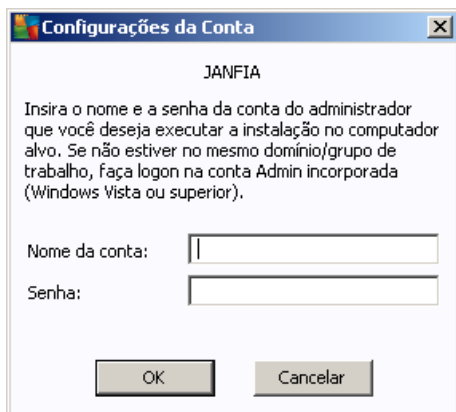 Configurações da Conta
JANFIA
Insira o nome e a senha da conta do administrador
que você deseja executar a instalação no computador
alvo. Se não estiver no mesmo domínio/grupo de
trabalho, faça logon na conta Admin incorporada
(Windows Vista ou superior).
Nome da conta:
Senha:
OK
Cancelar